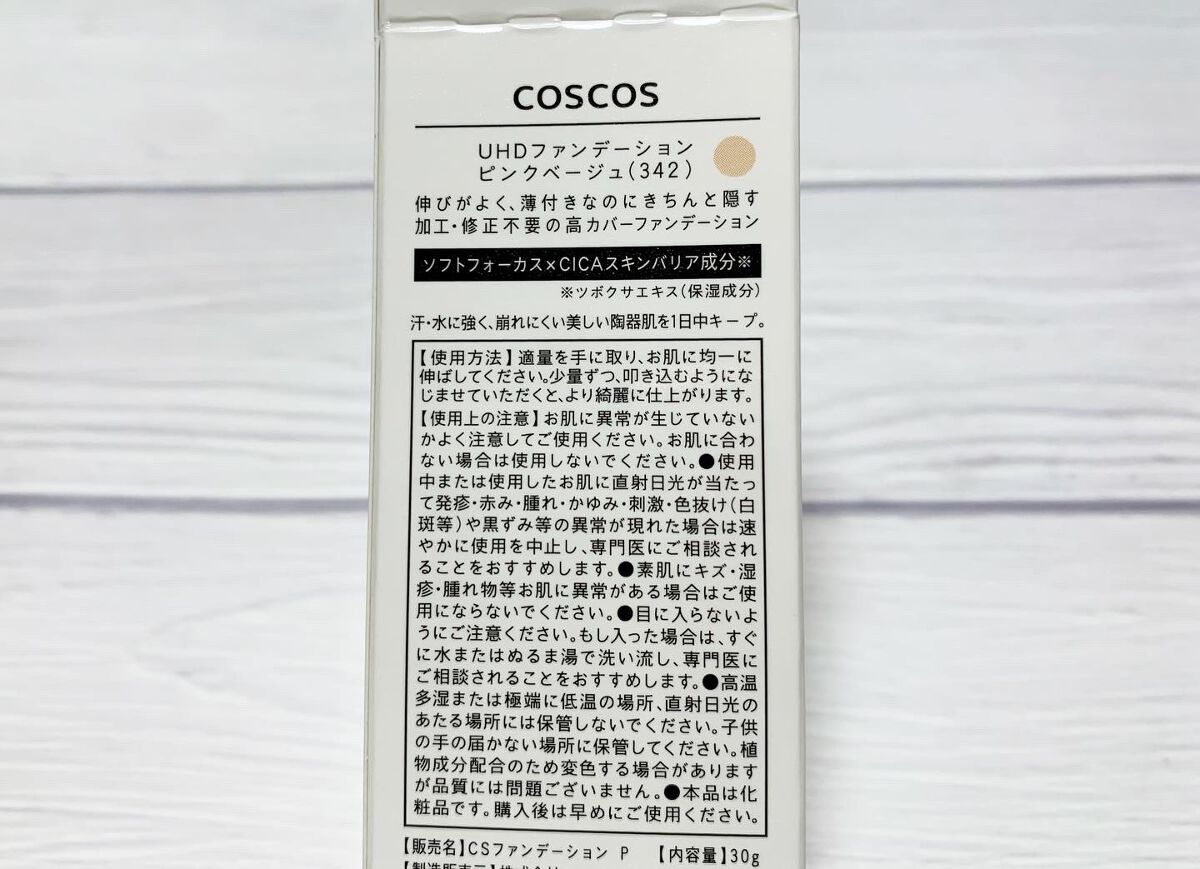 COSCOS
UHDファンデーション
ピンクベージュ(342)
伸びがよく、薄付きなのにきちんと隠す
加工・修正不要の高カバーファンデーション
ソフトフォーカス×CICAスキンバリア成分※
※ツボクサエキス(保湿成分)
汗・水に強く、崩れにくい美しい陶器肌を1日中キープ。
【使用方法】適量を手に取り、お肌に均一に
伸ばしてください。少量ずつ、叩き込むようにな
じませていただくと、より綺麗に仕上がります。
【使用上の注意】お肌に異常が生じていない
かよく注意してご使用ください。お肌に合わ
ない場合は使用しないでください。●使用
中または使用したお肌に直射日光が当たっ
て発疹・赤み・腫れ・かゆみ・刺激・色抜け(白
斑等)や黒ずみ等の異常が現れた場合は速
やかに使用を中止し、専門医にご相談され
ることをおすすめします。●素肌にキズ・湿
疹・腫れ物等お肌に異常がある場合はご使
用にならないでください。●目に入らないよ
うにご注意ください。もし入った場合は、すぐ
に水またはぬるま湯で洗い流し、専門医に
ご相談されることをおすすめします。●高温
多湿または極端に低温の場所、直射日光の
あたる場所には保管しないでください。子供
の手の届かない場所に保管してください。植
物成分配合のため変色する場合があります
が品質には問題ございません。●本品は化
粧品です。購入後は早めにご使用ください。
【販売名】CSファンデーション P 【内容量】30g